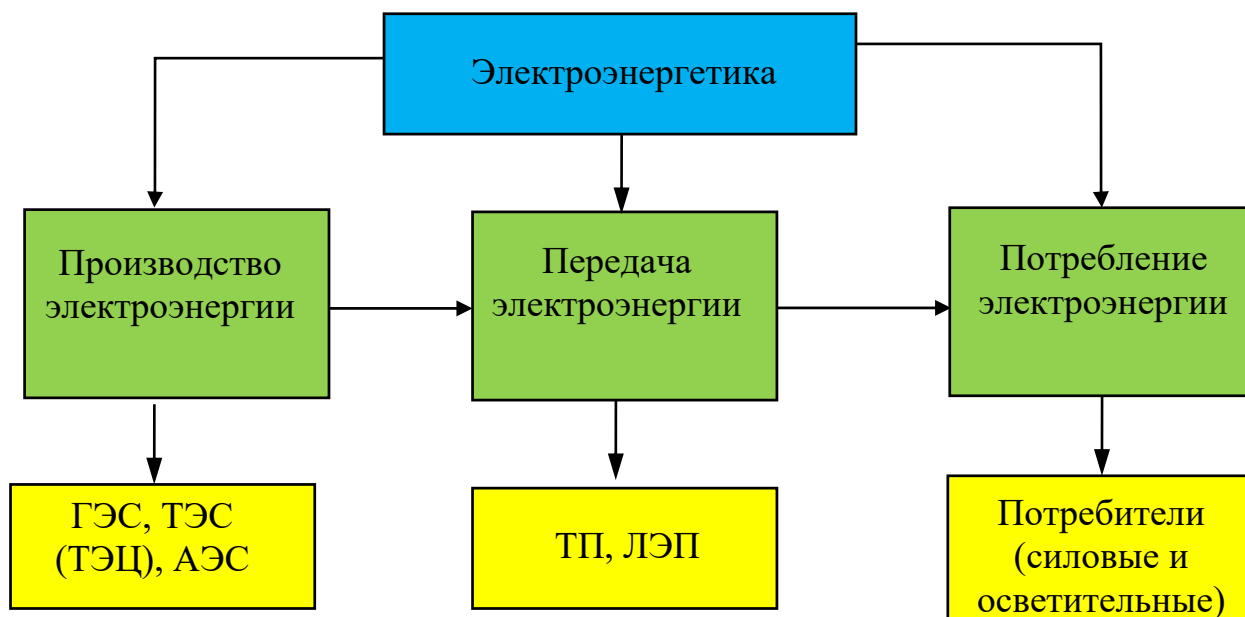 Электроэнергетика
Производство
электроэнергии
Передача
электроэнергии
Потребление
электроэнергии
ГЭС, ТЭС
(ТЭЦ), АЭС
ТП, ЛЭП
Потребители
(силовые и
осветительные)